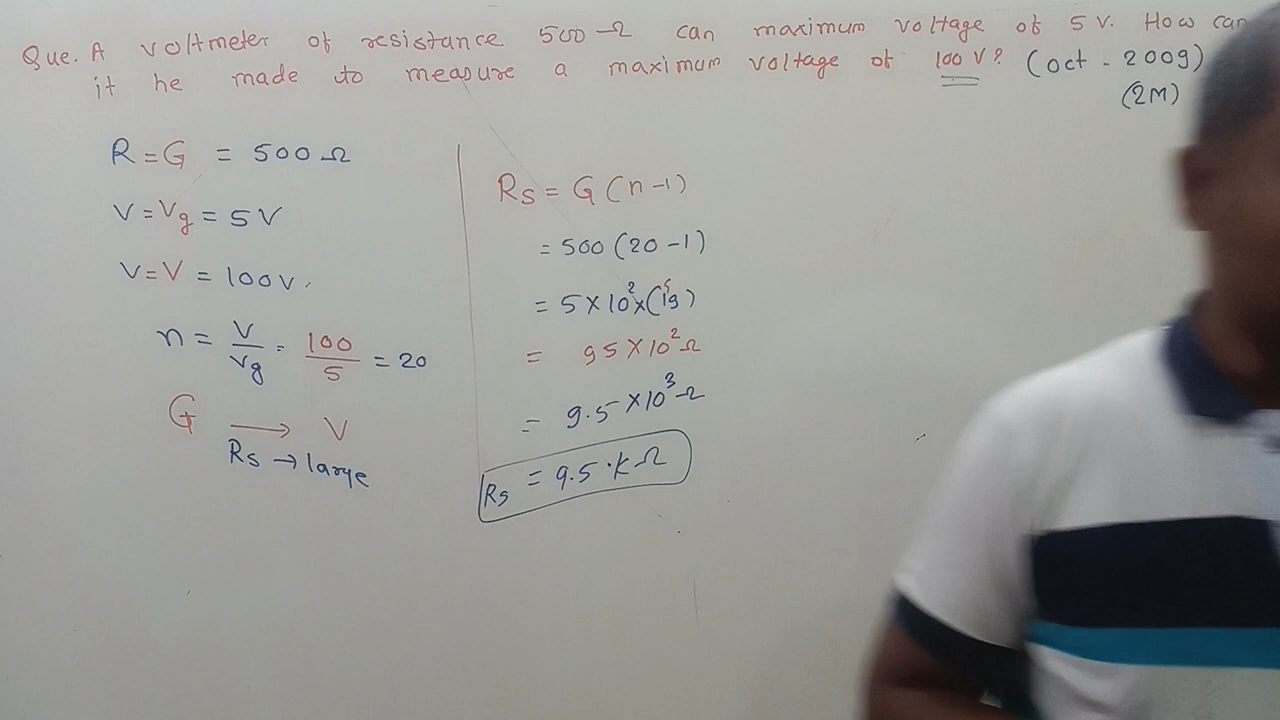 Que. A voltmeter of resistance 500 Ω can maximum voltage of 5 V. How can
it he made to measure a maximum voltage of 100 V? (oct - 2009)
(2M)
R = G = 500 Ω
V = Vg = 5 V
V = V = 100 V.
n = V/Vg = 100/5 = 20
G → V
Rs → large
Rs = G (n - 1)
= 500 (20 - 1)
= 5 × 10² × (19)
= 95 × 10² Ω
= 9.5 × 10³ Ω
Rs = 9.5 · k Ω